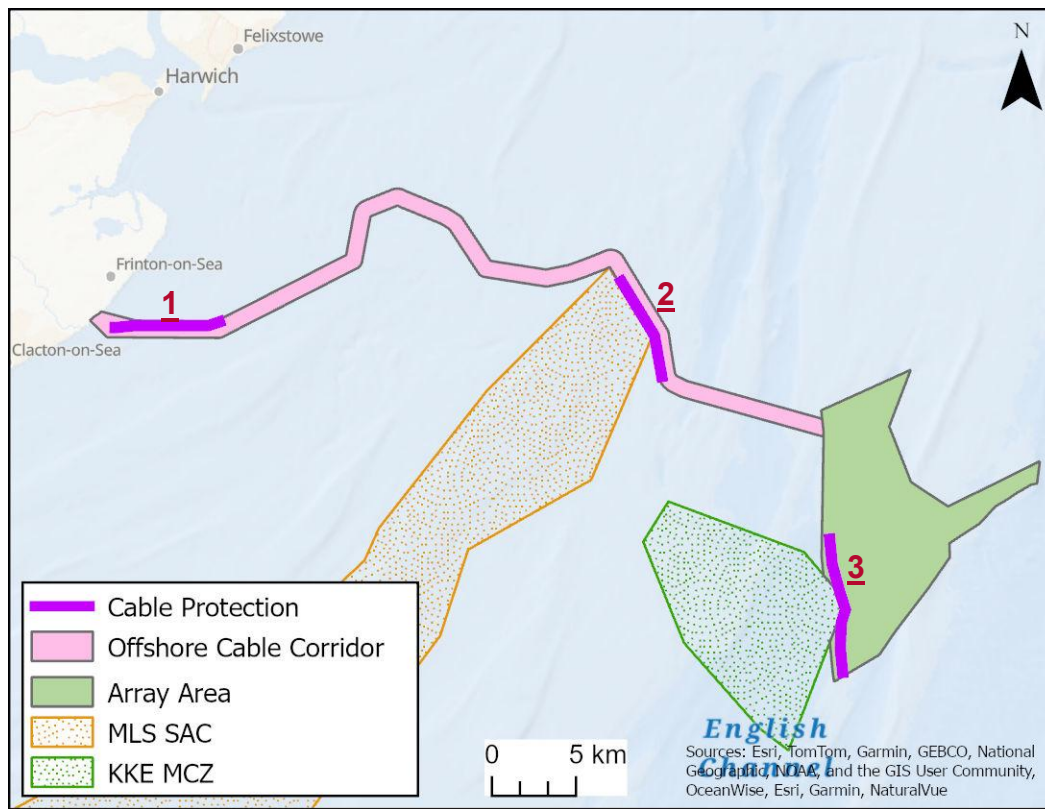 Felixstowe
N
Harwich
Frinton-on-Sea
1
2
Clacton-on-Sea
3
Cable Protection
Offshore Cable Corridor
Array Area
MLS SAC
KKE MCZ
0 5 km
English
Channel
Sources: Esri, TomTom, Garmin, GEBCO, National
Geographic, NOAA, and the GIS User Community,
OceanWise, Esri, Garmin, NaturalVue